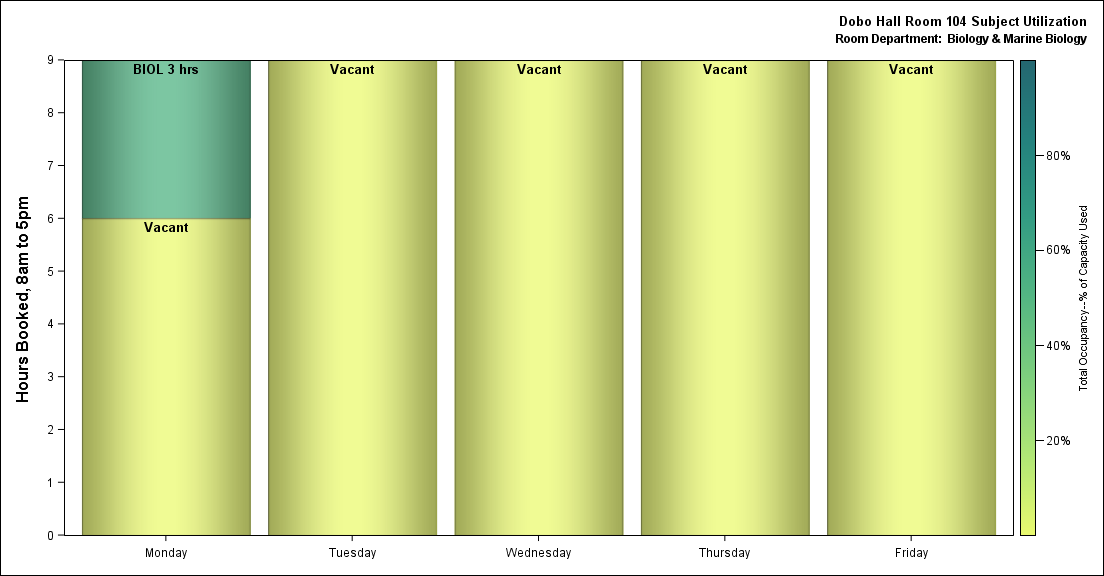 Dobo Hall Room 104 Subject Utilization
Room Department: Biology & Marine Biology
Hours Booked, 8am to 5pm
9
8
7
6
5
4
3
2
1
0
BIOL 3 hrs
Vacant
Vacant
Vacant
Vacant
Vacant
Monday
Tuesday
Wednesday
Thursday
Friday
80%
60%
40%
20%
Total Occupancy--% of Capacity Used